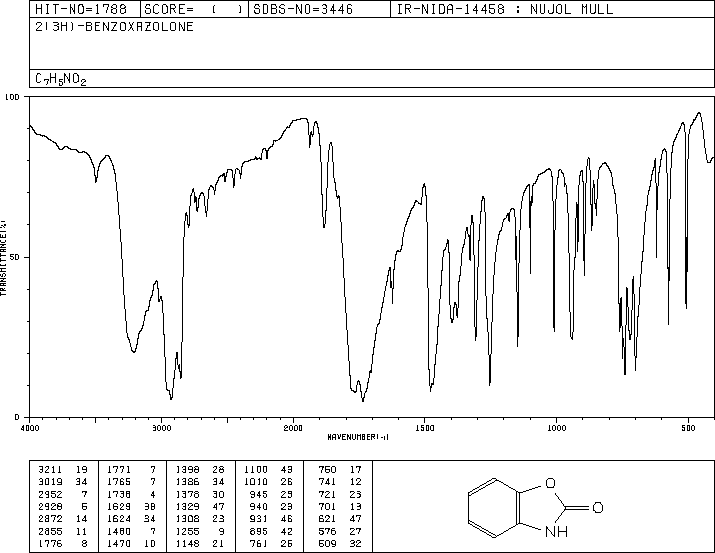 HIT-NO=1788 SCORE= ( ) SDBS-NO=3446 IR-NIDA-14458 : NUJOL MULL
2(3H)-BENZOXAZOLONE
C7H5NO2
100
50
0
TRANSMITTANCE(%)
4000 3000 2000 1500 1000 500
WAVENUMBER(-1)
3211 19 1771 7 1398 28 1100 43 750 17
3019 34 1765 7 1386 34 1010 26 741 12
2952 7 1738 4 1378 30 945 29 721 23
2928 6 1629 38 1329 47 940 23 701 13
2872 14 1624 34 1308 23 931 46 621 47
2855 11 1480 7 1255 9 895 42 576 27
1776 8 1470 10 1148 21 761 26 509 32
O
O
NH